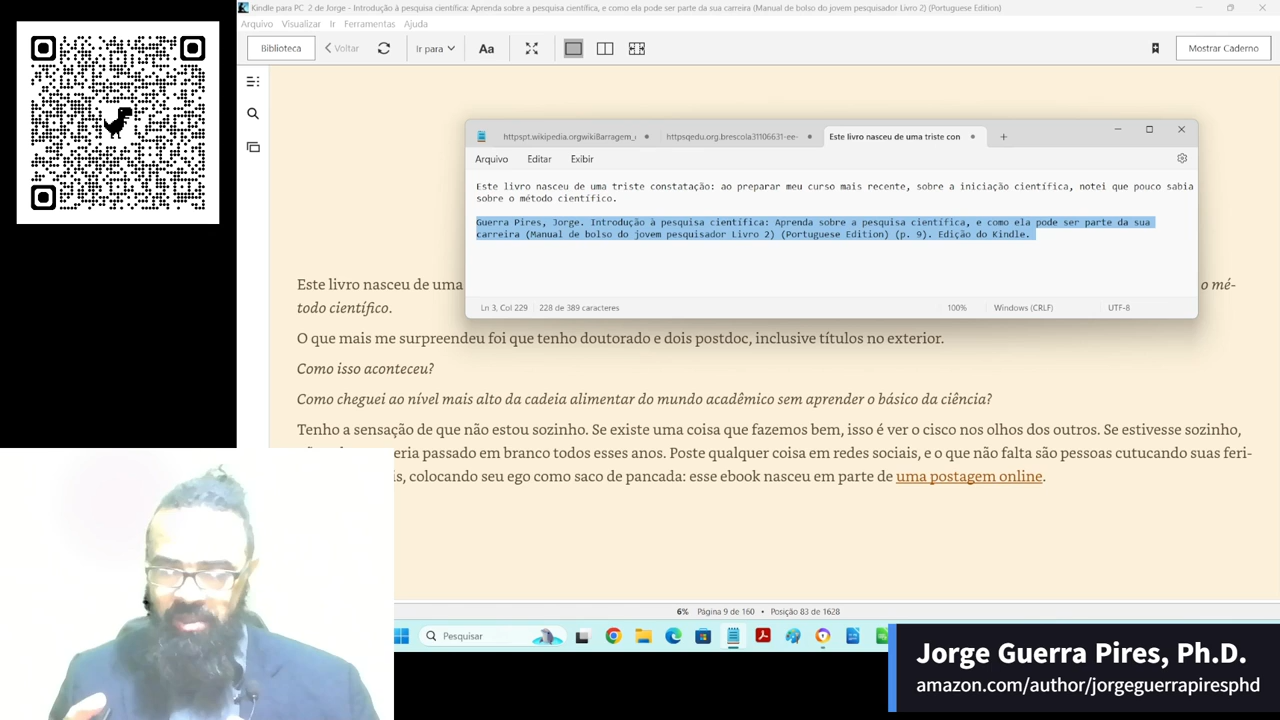 Kindle para PC 2 de Jorge - Introdução à pesquisa científica: Aprenda sobre a pesquisa científica, e como ela pode ser parte da sua carreira (Manual de bolso do jovem pesquisador Livro 2) (Portuguese Edition)
Arquivo Visualizar Ir Ferramentas Ajuda
Biblioteca Voltar Ir para Aa Mostrar Caderno
httpspt.wikipedia.orgwikiBarragem_ httpsqedu.org.brescola31106631-ee- Este livro nasceu de uma triste con
Arquivo Editar Exibir
Este livro nasceu de uma triste constatação: ao preparar meu curso mais recente, sobre a iniciação científica, notei que pouco sabia
sobre o método científico.
Guerra Pires, Jorge. Introdução à pesquisa científica: Aprenda sobre a pesquisa científica, e como ela pode ser parte da sua
carreira (Manual de bolso do jovem pesquisador Livro 2) (Portuguese Edition) (p. 9). Edição do Kindle.
Ln 3, Col 229 228 de 389 caracteres 100% Windows (CRLF) UTF-8
Este livro nasceu de uma o mé-
todo científico.
O que mais me surpreendeu foi que tenho doutorado e dois postdoc, inclusive títulos no exterior.
Como isso aconteceu?
Como cheguei ao nível mais alto da cadeia alimentar do mundo acadêmico sem aprender o básico da ciência?
Tenho a sensação de que não estou sozinho. Se existe uma coisa que fazemos bem, isso é ver o cisco nos olhos dos outros. Se estivesse sozinho,
eria passado em branco todos esses anos. Poste qualquer coisa em redes sociais, e o que não falta são pessoas cutucando suas feri-
is, colocando seu ego como saco de pancada: esse ebook nasceu em parte de uma postagem online.
6% Página 9 de 160 • Posição 83 de 1628
Pesquisar
Jorge Guerra Pires, Ph.D.
amazon.com/author/jorgeguerrapiresphd